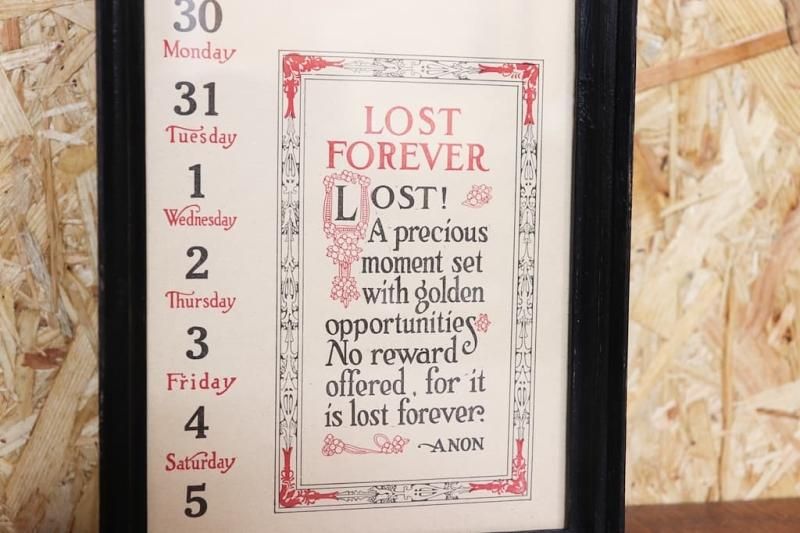 30
Monday
31
Tuesday
1
Wednesday
2
Thursday
3
Friday
4
Saturday
5
LOST
FOREVER
LOST!
A precious
moment set
with golden
opportunities
No reward
offered, for it
is lost forever.
~ANON